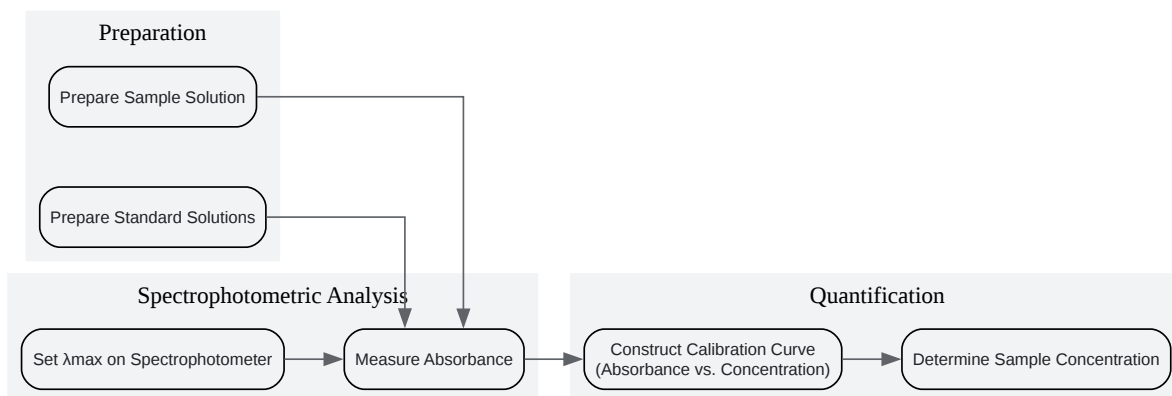 Preparation
Prepare Sample Solution
Prepare Standard Solutions
Spectrophotometric Analysis
Set λmax on Spectrophotometer
Measure Absorbance
Quantification
Construct Calibration Curve
(Absorbance vs. Concentration)
Determine Sample Concentration